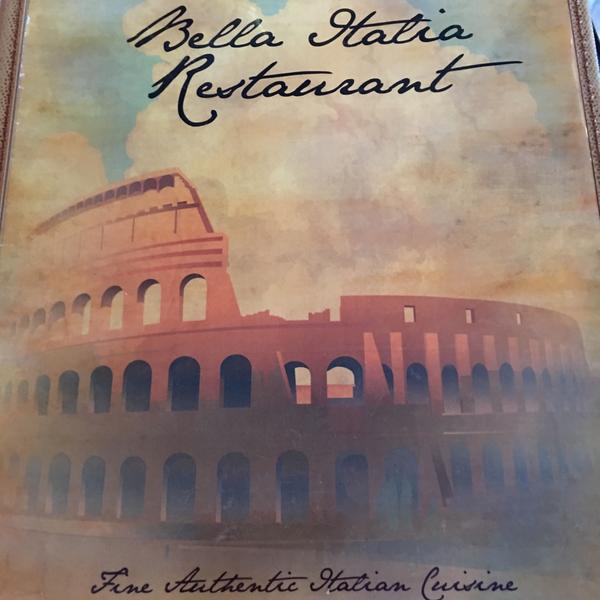 Bella Italia
Restaurant
Fine Authentic Italian Cuisine